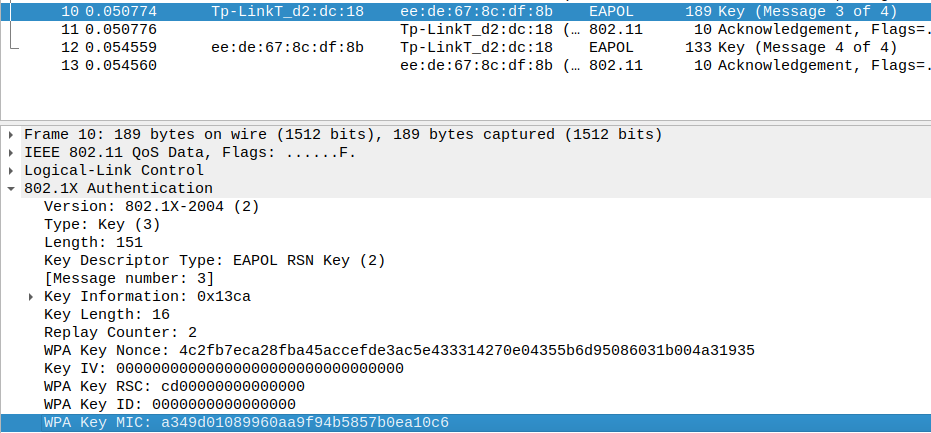 10 0.050774 Tp-LinkT_d2:dc:18 ee:de:67:8c:df:8b EAPOL 189 Key (Message 3 of 4)
11 0.050776 Tp-LinkT_d2:dc:18 (… 802.11 10 Acknowledgement, Flags=.
12 0.054559 ee:de:67:8c:df:8b Tp-LinkT_d2:dc:18 EAPOL 133 Key (Message 4 of 4)
13 0.054560 ee:de:67:8c:df:8b (… 802.11 10 Acknowledgement, Flags=.
Frame 10: 189 bytes on wire (1512 bits), 189 bytes captured (1512 bits)
IEEE 802.11 QoS Data, Flags: ......F.
Logical-Link Control
802.1X Authentication
Version: 802.1X-2004 (2)
Type: Key (3)
Length: 151
Key Descriptor Type: EAPOL RSN Key (2)
[Message number: 3]
Key Information: 0x13ca
Key Length: 16
Replay Counter: 2
WPA Key Nonce: 4c2fb7eca28fba45accefde3ac5e433314270e04355b6d95086031b004a31935
Key IV: 00000000000000000000000000000000
WPA Key RSC: cd00000000000000
WPA Key ID: 0000000000000000
WPA Key MIC: a349d01089960aa9f94b5857b0ea10c6